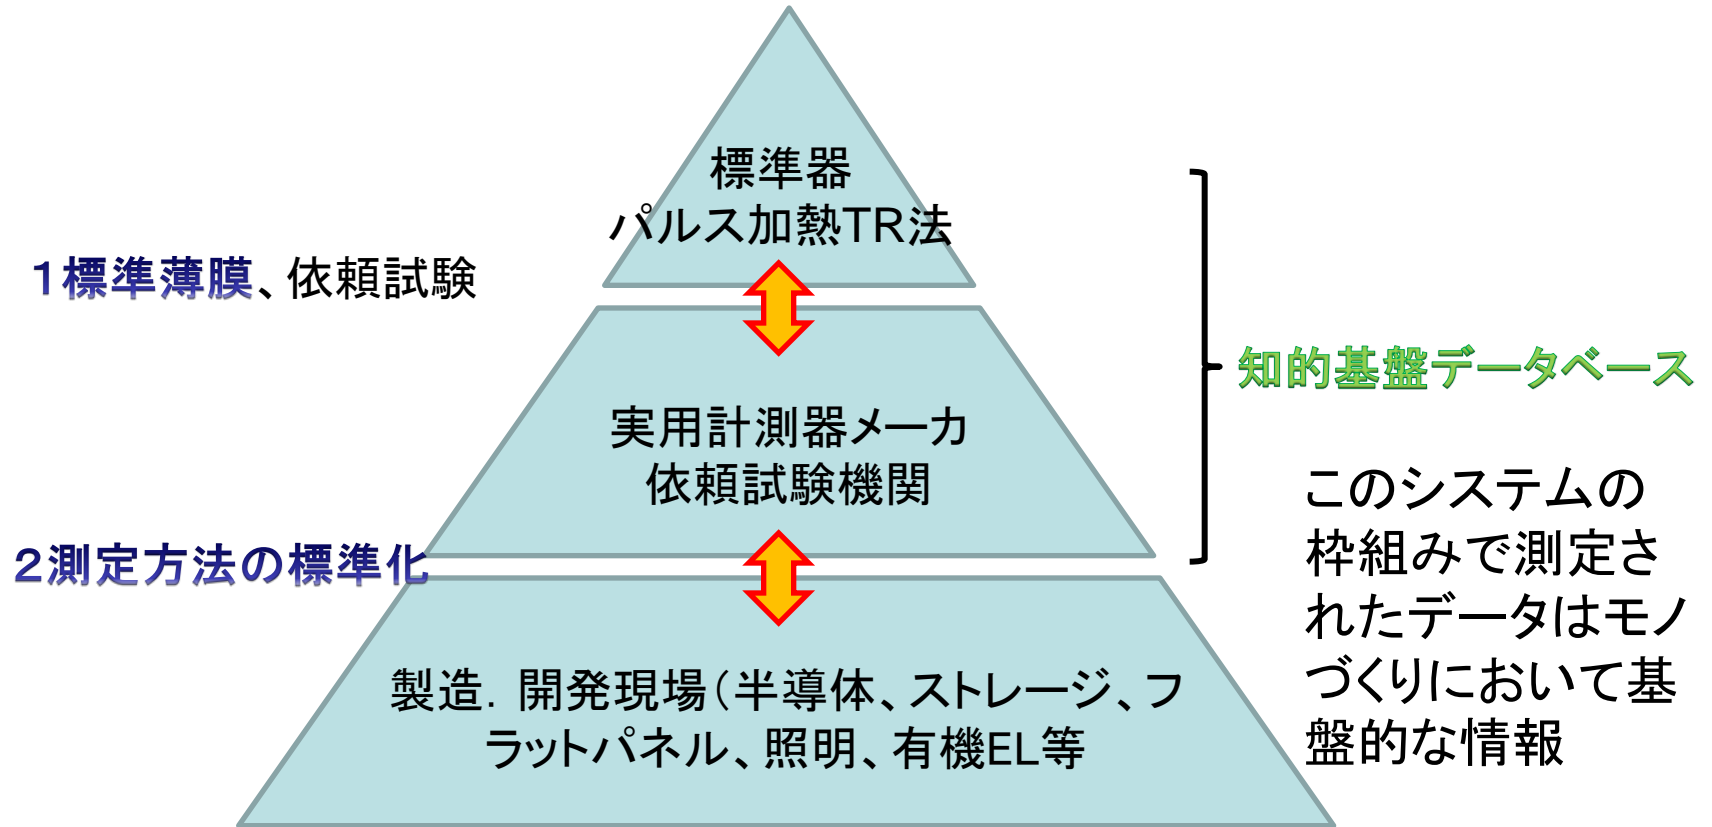 標準器
パルス加熱TR法
1標準薄膜、依頼試験
知的基盤データベース
実用計測器メーカ
依頼試験機関
2測定方法の標準化
このシステムの
枠組みで測定さ
れたデータはモノ
づくりにおいて基
盤的な情報
製造．開発現場（半導体、ストレージ、フ
ラットパネル、照明、有機EL等